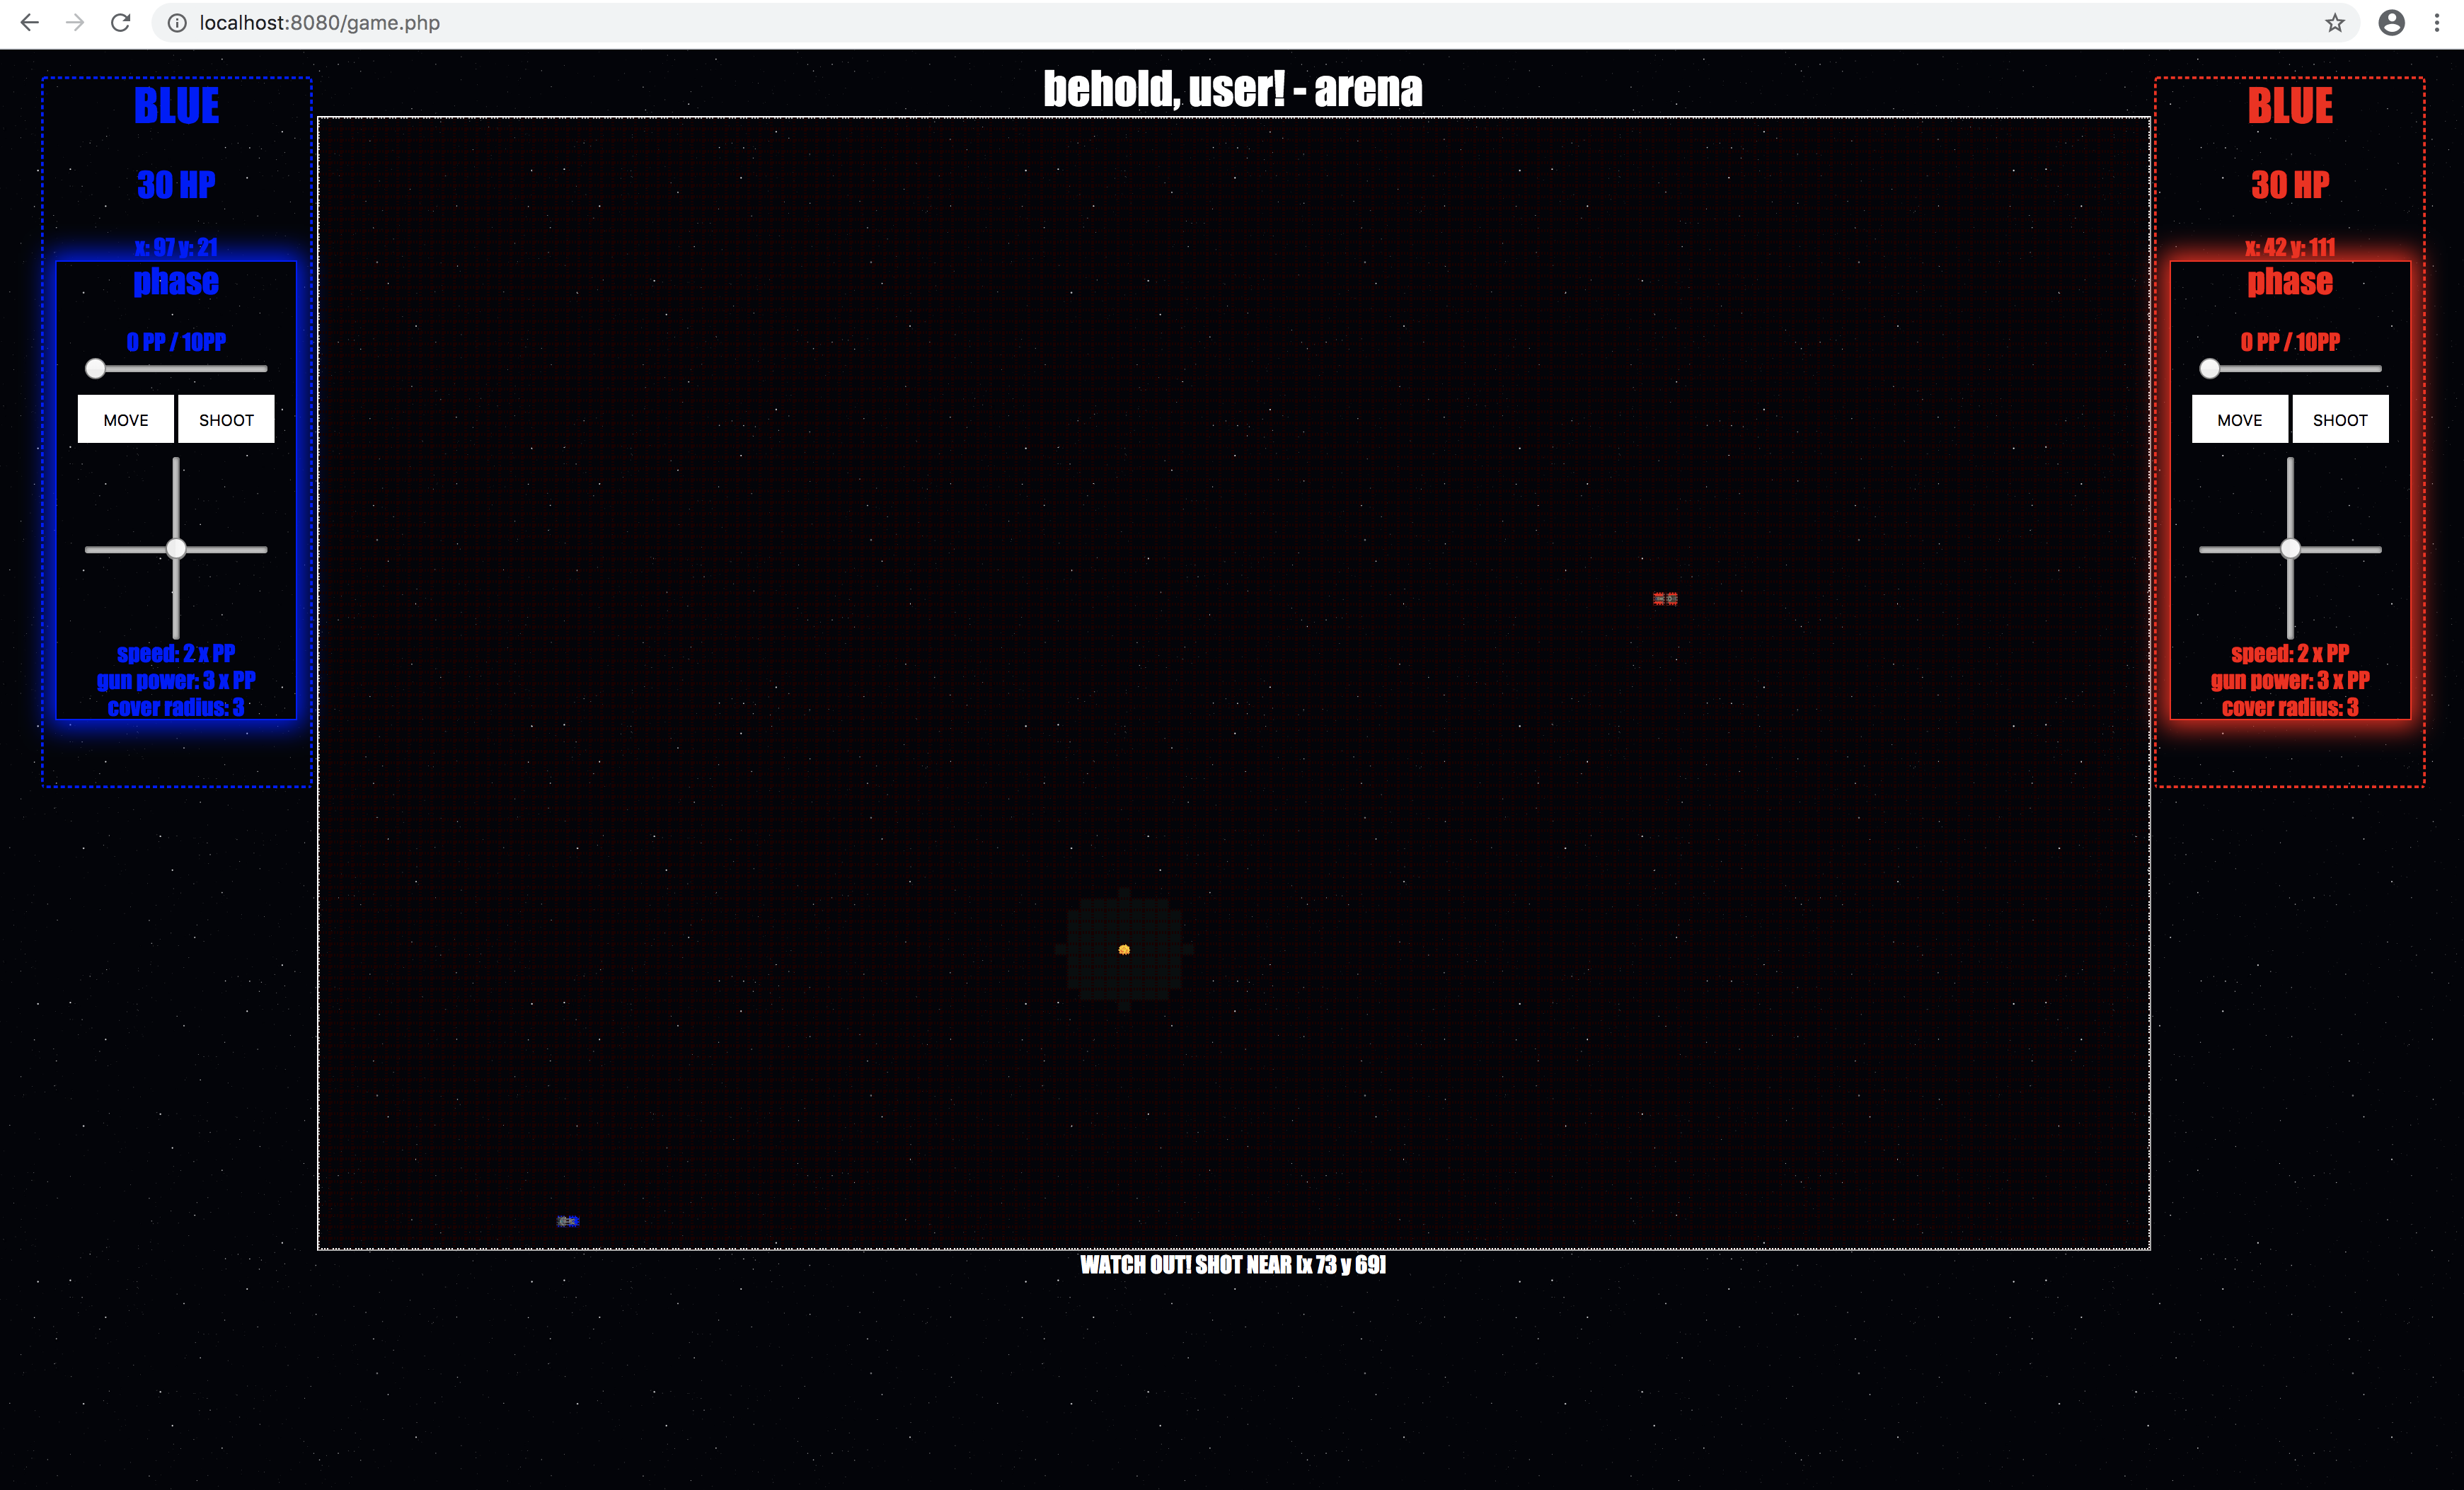 localhost:8080/game.php
behold, user! - arena
BLUE
30 HP
x: 97 y: 21
phase
0 PP / 10PP
MOVE SHOOT
speed: 2 x PP
gun power: 3 x PP
cover radius: 3
BLUE
30 HP
x: 42 y: 111
phase
0 PP / 10PP
MOVE SHOOT
speed: 2 x PP
gun power: 3 x PP
cover radius: 3
WATCH OUT! SHOT NEAR [x 73 y 69]